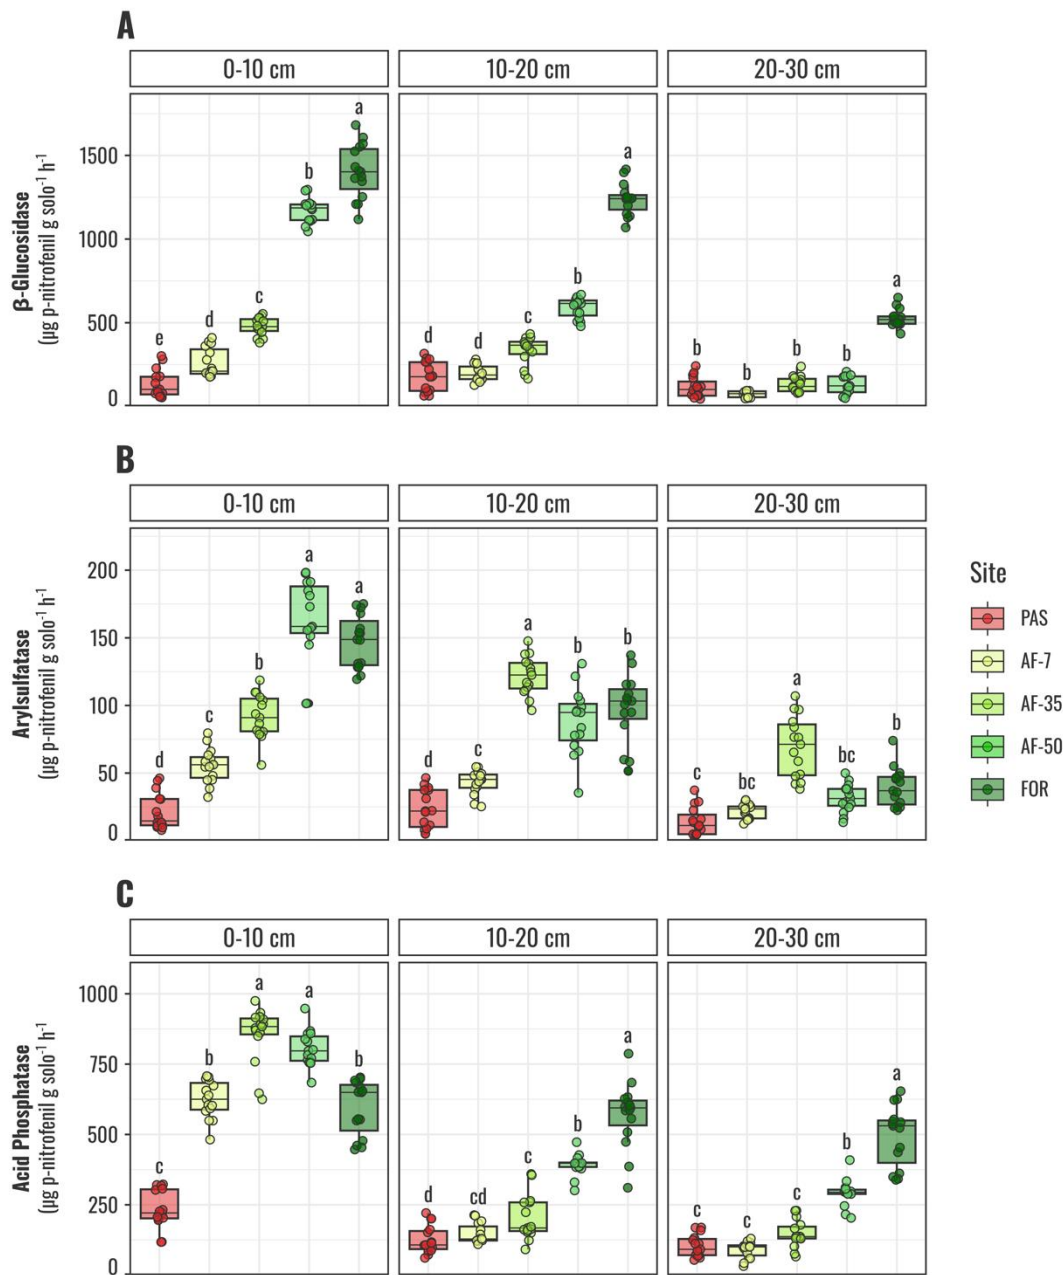 A
0-10 cm 10-20 cm 20-30 cm
β-Glucosidase
(µg p-nitrofenil g solo⁻¹ h⁻¹)
1500
1000
500
0
e d c b a
d d c b a
b b b b a
B
0-10 cm 10-20 cm 20-30 cm
Arylsulfatase
(µg p-nitrofenil g solo⁻¹ h⁻¹)
200
150
100
50
0
d c b a a
d c a b b
c bc a bc b
Site
PAS
AF-7
AF-35
AF-50
FOR
C
0-10 cm 10-20 cm 20-30 cm
Acid Phosphatase
(µg p-nitrofenil g solo⁻¹ h⁻¹)
1000
750
500
250
0
c b a a b
d cd c b a
c c c b a